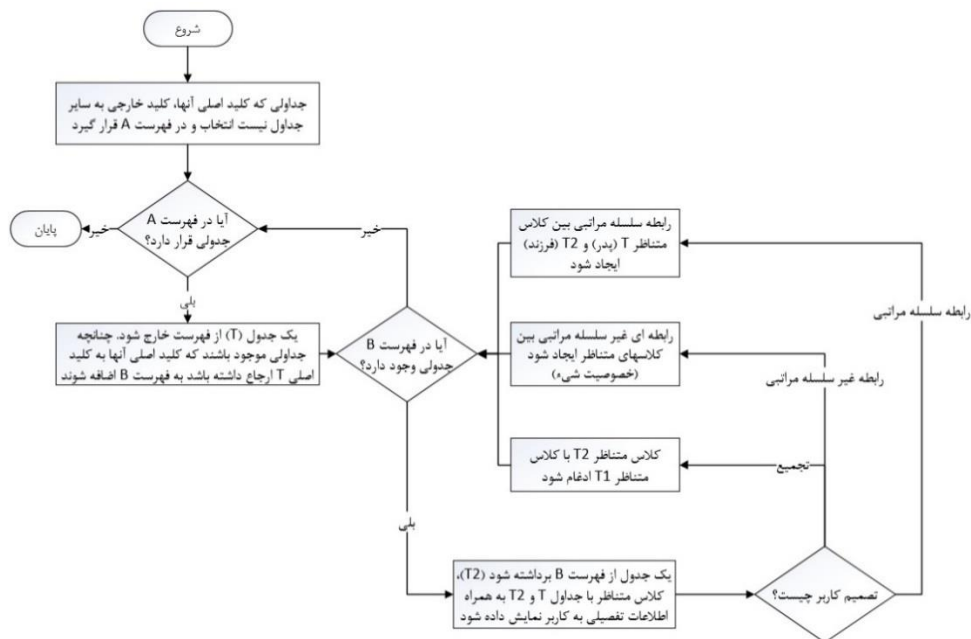 شروع
جداولی که کلید اصلی آنها، کلید خارجی به سایر
جداول نیست انتخاب و در فهرست A قرار گیرد
آیا در فهرست A
جدولی قرار دارد؟
خیر
پایان
بلی
یک جدول (T) از فهرست خارج شود. چنانچه
جداولی موجود باشند که کلید اصلی آنها به کلید
اصلی T ارجاع داشته باشد به فهرست B اضافه شوند
آیا در فهرست B
جدولی وجود دارد؟
خیر
بلی
یک جدول از فهرست B برداشته شود (T2)،
کلاس متناظر با جداول T و T2 به همراه
اطلاعات تفصیلی به کاربر نمایش داده شود
تصمیم کاربر چیست؟
رابطه سلسله مراتبی
رابطه سلسله مراتبی بین کلاس
متناظر T (پدر) و T2 (فرزند)
ایجاد شود
رابطه غیر سلسله مراتبی
رابطه ای غیر سلسله مراتبی بین
کلاسهای متناظر ایجاد شود
(خصوصیت شیء)
تجمیع
کلاس متناظر T2 با کلاس
متناظر T1 ادغام شود